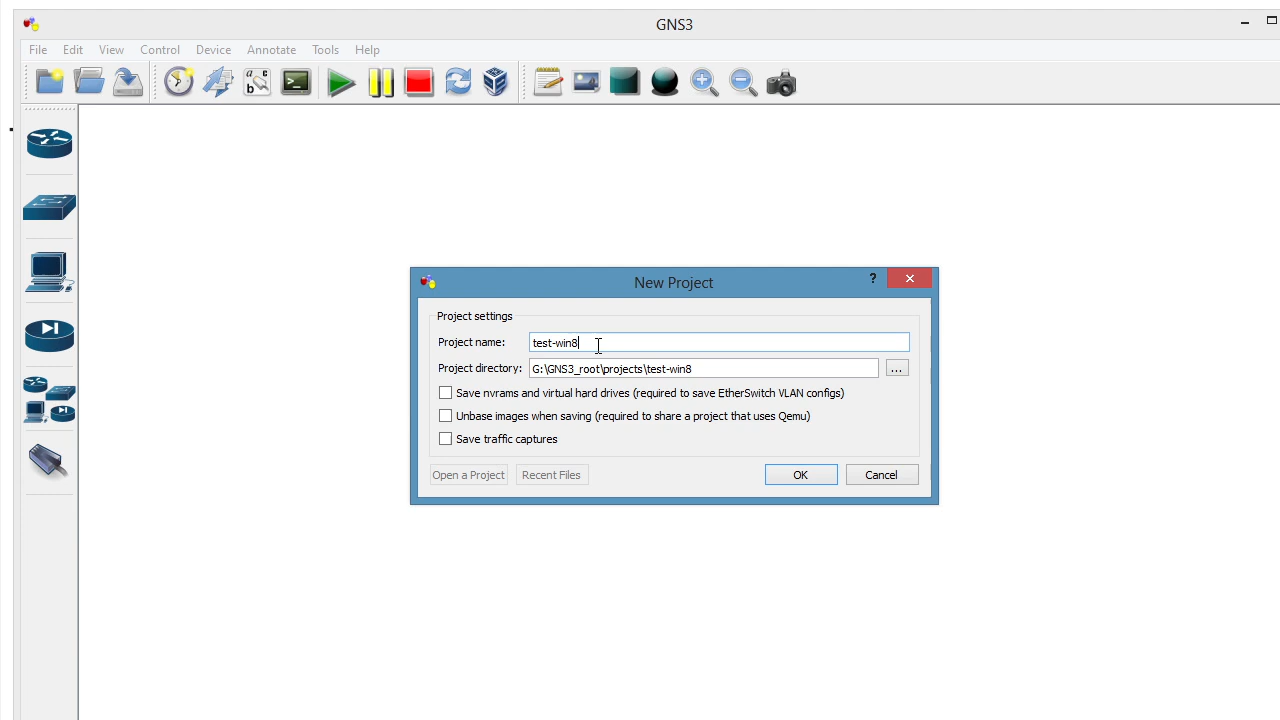 GNS3
File Edit View Control Device Annotate Tools Help
New Project
?
Project settings
Project name: test-win8
Project directory: G:\GNS3_root\projects\test-win8 ...
Save nvrams and virtual hard drives (required to save EtherSwitch VLAN configs)
Unbase images when saving (required to share a project that uses Qemu)
Save traffic captures
Open a Project Recent Files OK Cancel